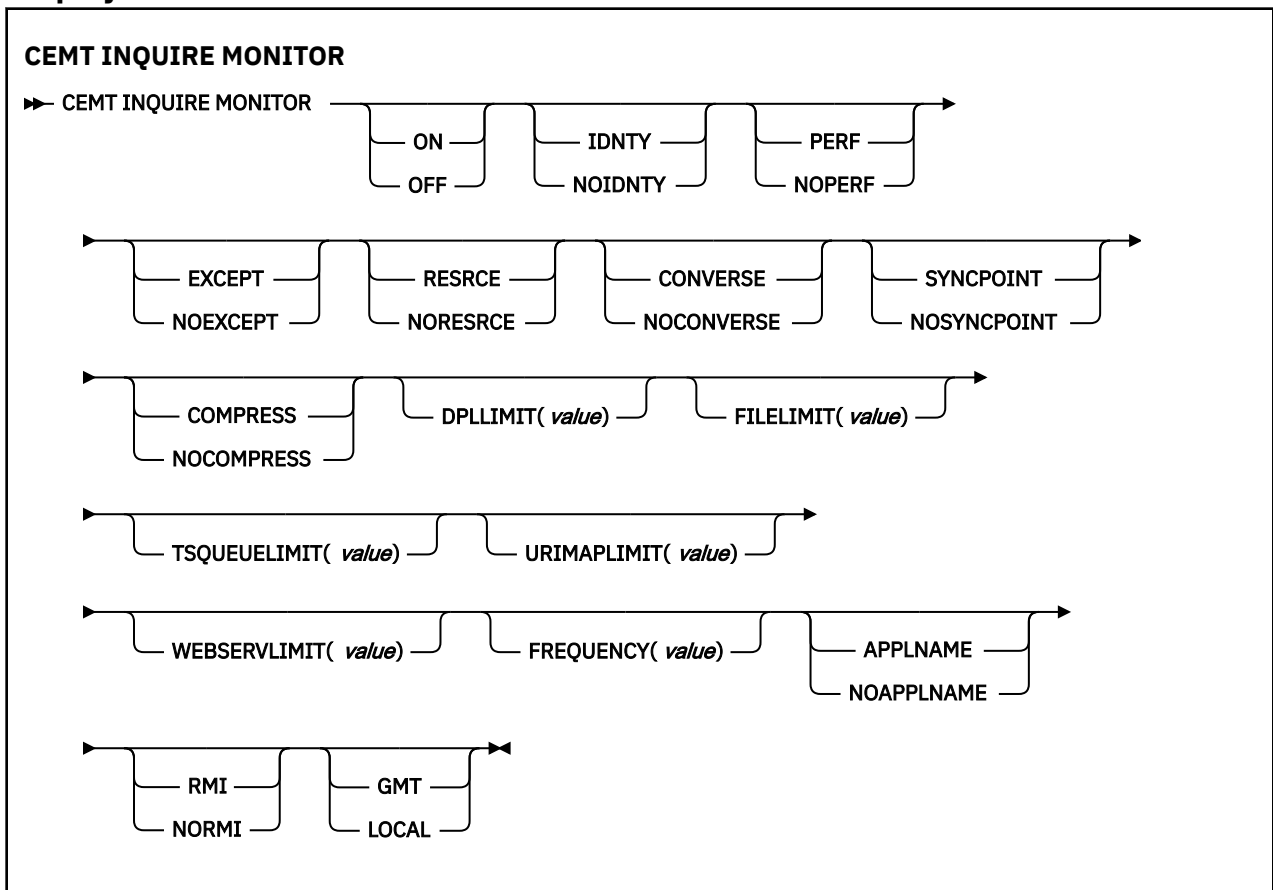 CEMT INQUIRE MONITOR
CEMT INQUIRE MONITOR
ON IDNTY PERF
OFF NOIDNTY NOPERF
EXCEPT RESRCE CONVERSE SYNCPOINT
NOEXCEPT NORESRCE NOCONVERSE NOSYNCPOINT
COMPRESS DPLLIMIT( value) FILELIMIT( value)
NOCOMPRESS
TSQUEUELIMIT( value) URIMAPLIMIT( value)
WEBSERVLIMIT( value) FREQUENCY( value) APPLNAME
NOAPPLNAME
RMI GMT
NORMI LOCAL